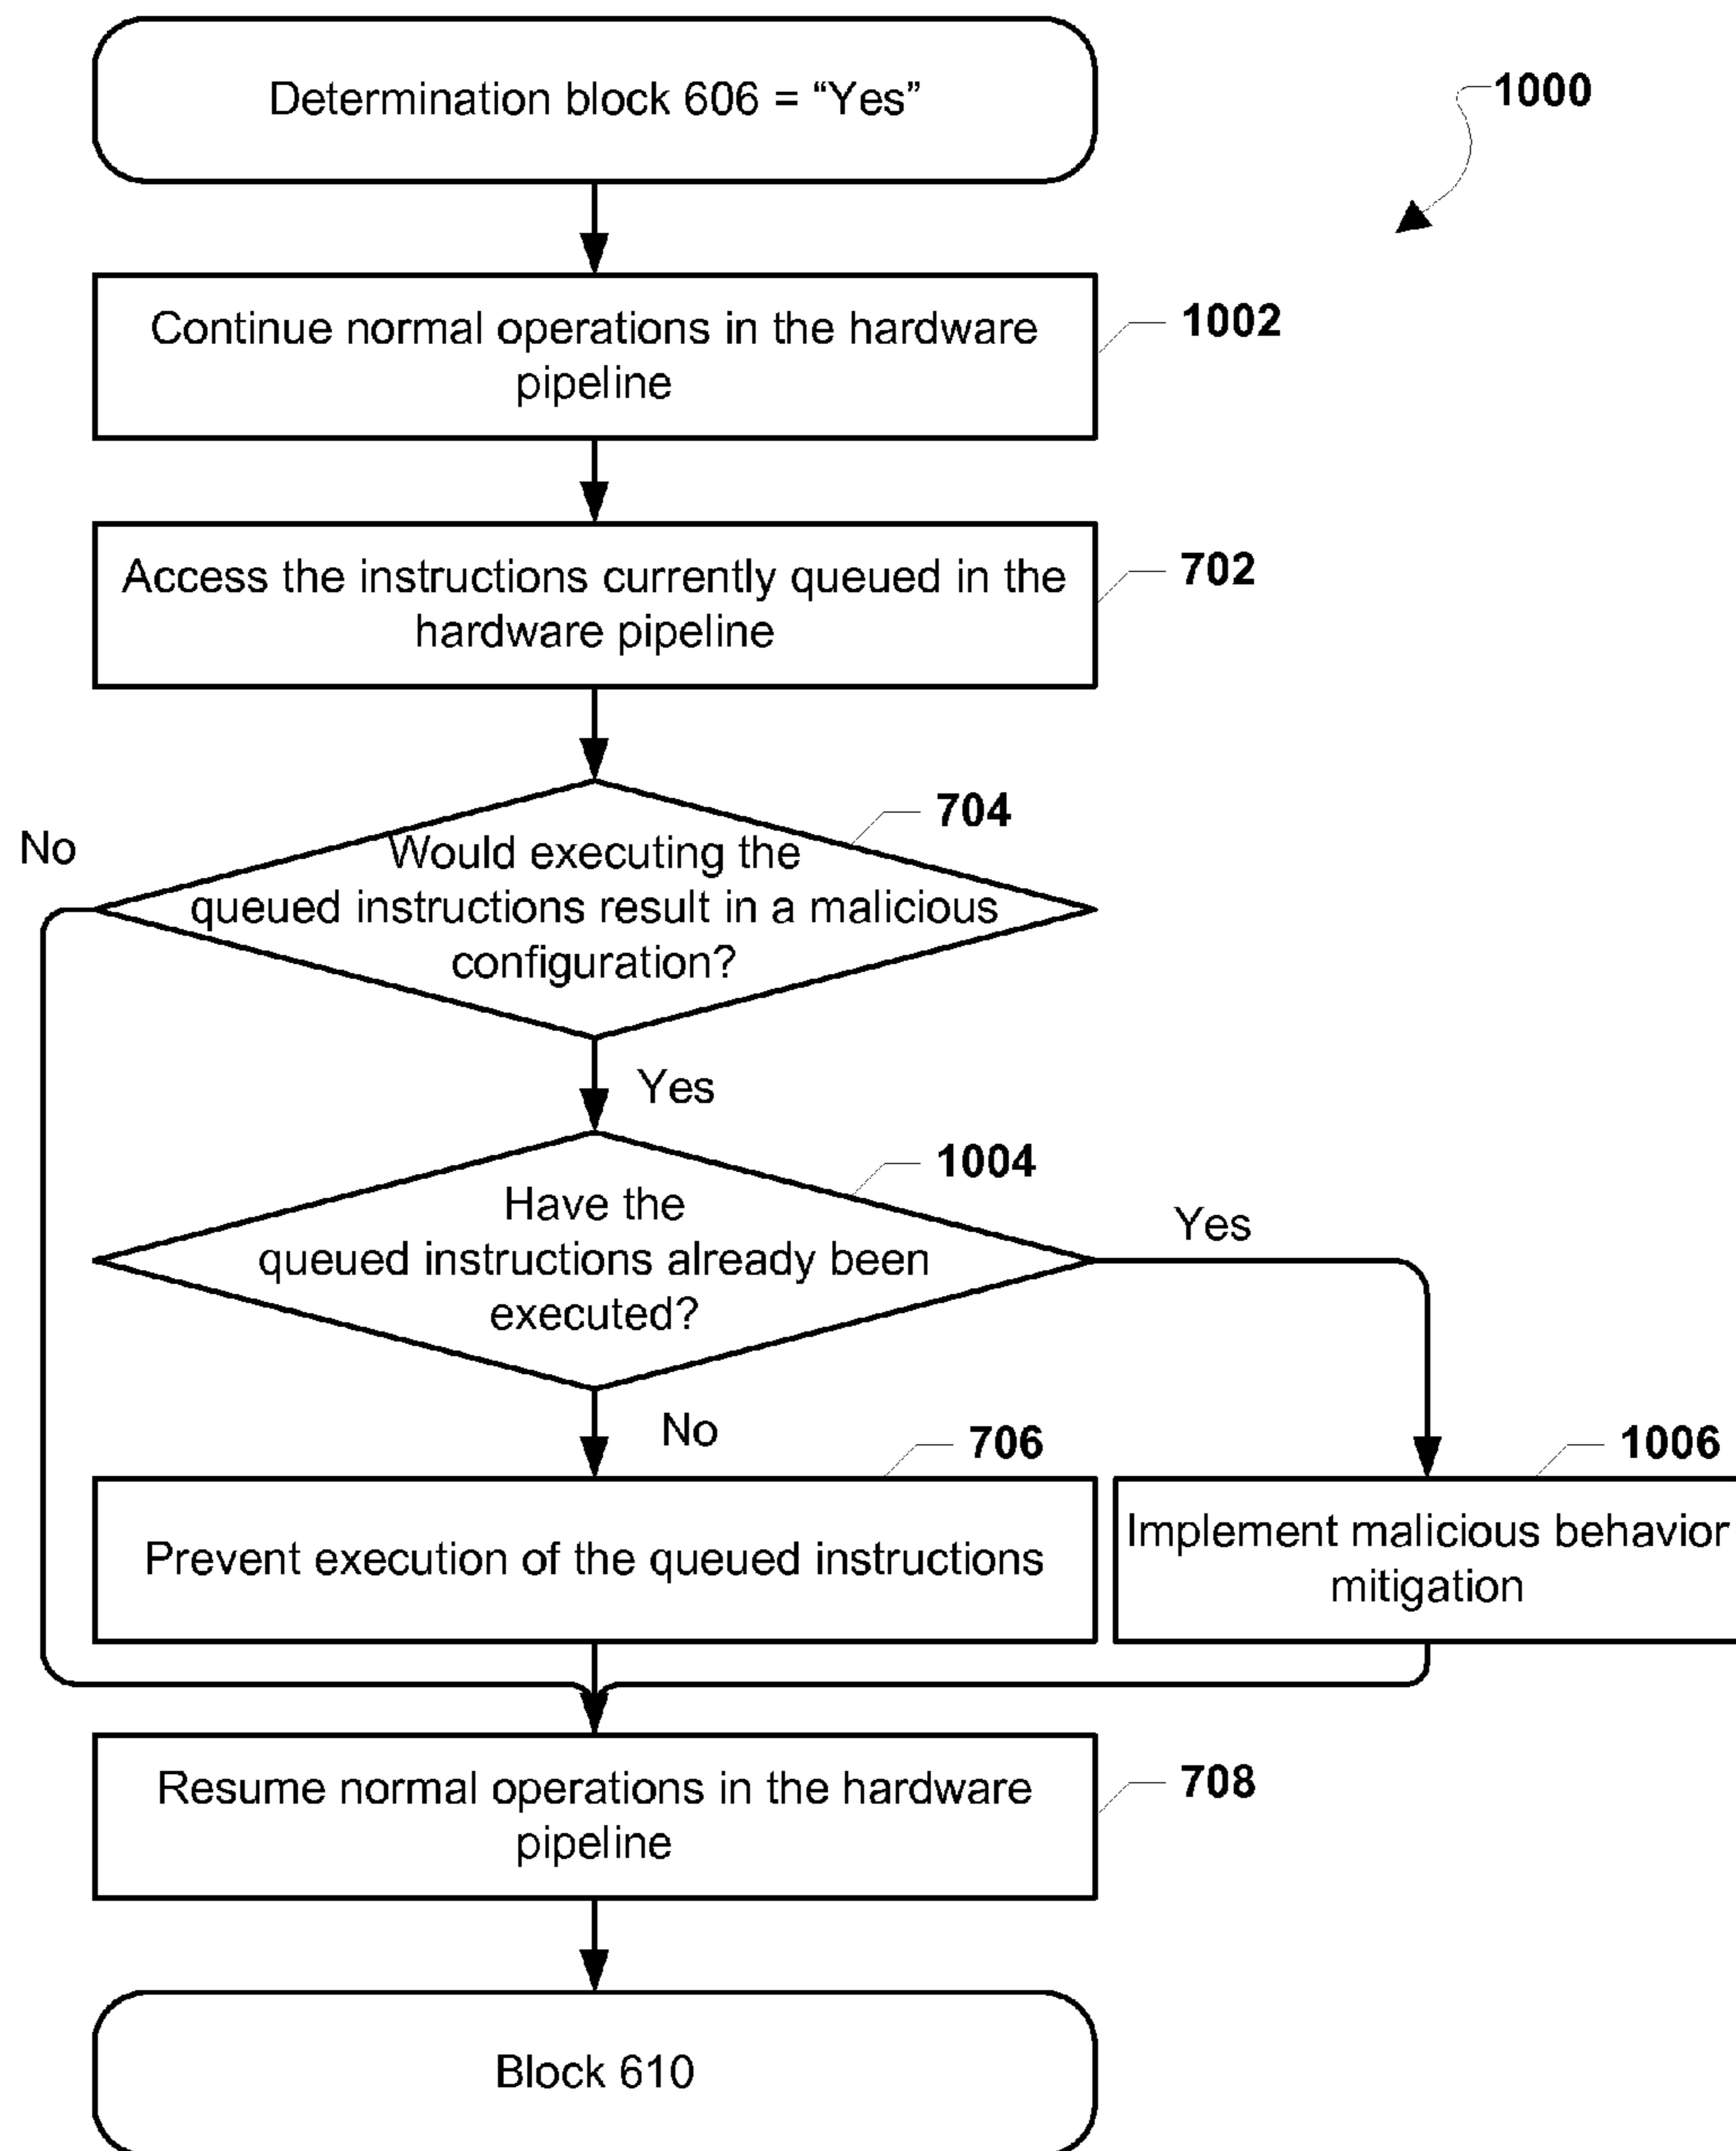 Determination block 606 = “Yes”
1000
Continue normal operations in the hardware
pipeline
1002
Access the instructions currently queued in the
hardware pipeline
702
704
No
Would executing the
queued instructions result in a malicious
configuration?
Yes
1004
Have the
queued instructions already been
executed?
Yes
No
706
1006
Prevent execution of the queued instructions
Implement malicious behavior
mitigation
Resume normal operations in the hardware
pipeline
708
Block 610